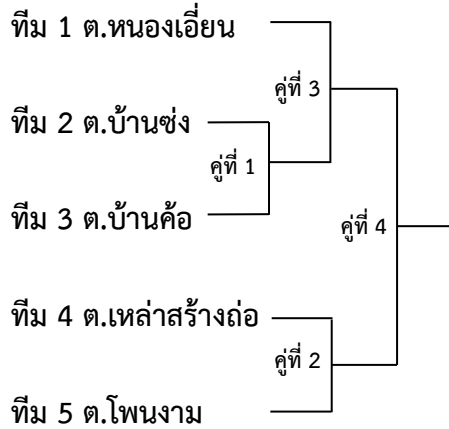 ทีม 1 ต.หนองเอี่ยน
คู่ที่ 3
ทีม 2 ต.บ้านซ่ง
คู่ที่ 1
ทีม 3 ต.บ้านค้อ
คู่ที่ 4
ทีม 4 ต.เหล่าสร้างถ่อ
คู่ที่ 2
ทีม 5 ต.โพนงาม